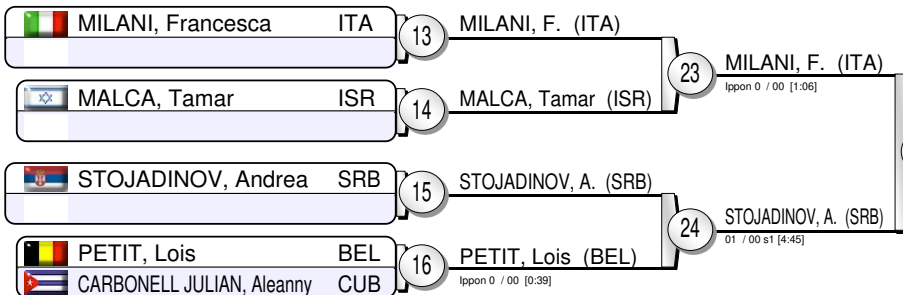 MILANI, Francesca ITA
13
MILANI, F. (ITA)
23
MILANI, F. (ITA)
Ippon 0 / 00 [1:06]
MALCA, Tamar ISR
14
MALCA, Tamar (ISR)
STOJADINOV, Andrea SRB
15
STOJADINOV, A. (SRB)
24
STOJADINOV, A. (SRB)
01 / 00 s1 [4:45]
PETIT, Lois BEL
16
PETIT, Lois (BEL)
Ippon 0 / 00 [0:39]
CARBONELL JULIAN, Aleanny CUB